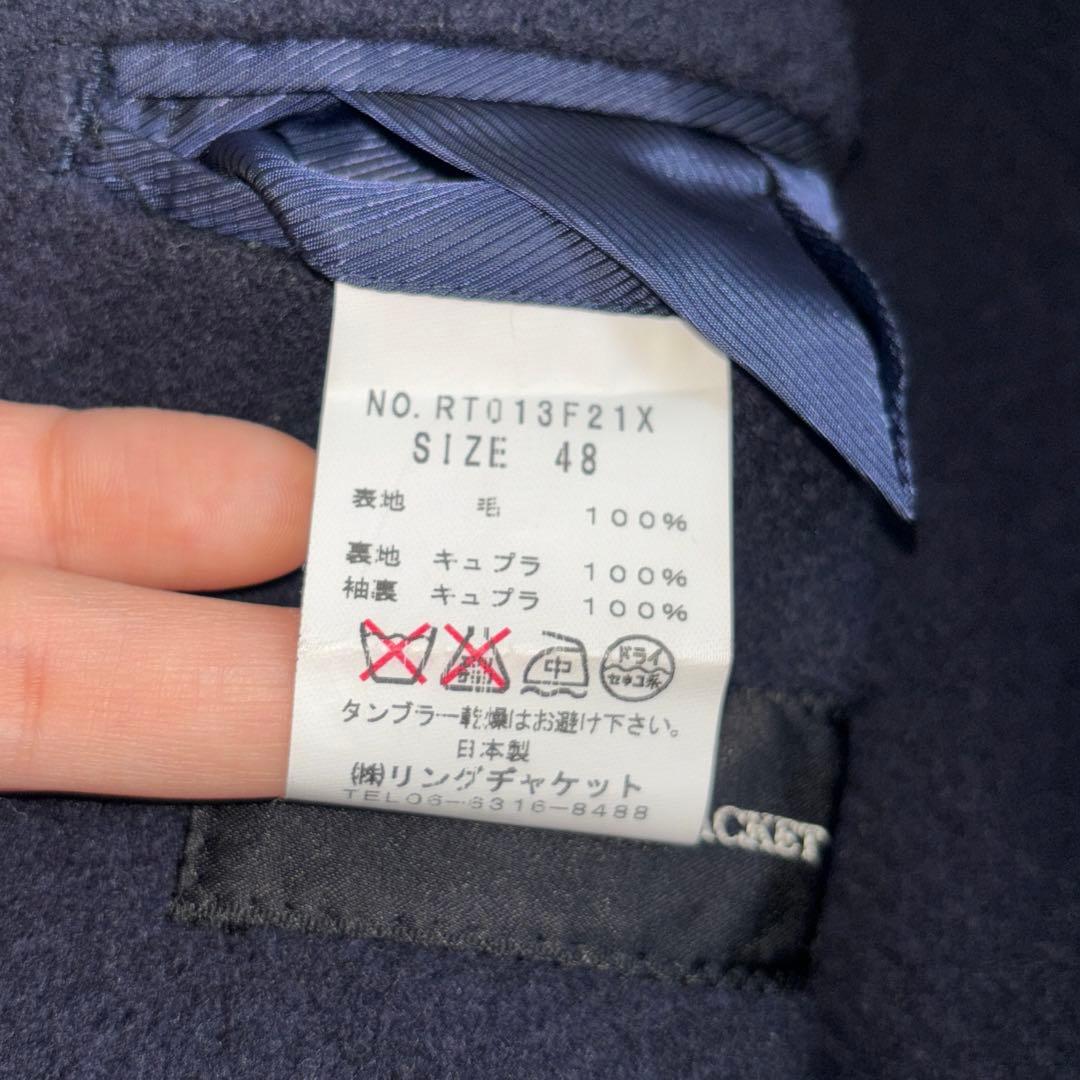 NO. RT013F21X
SIZE 48
表地 毛 100%
裏地 キュプラ 100%
袖裏 キュプラ 100%
中
ドライ
セキユ系
タンブラー乾燥はお避け下さい。
日本製
㈱リングヂャケット
TEL06-6316-8488
ACKET